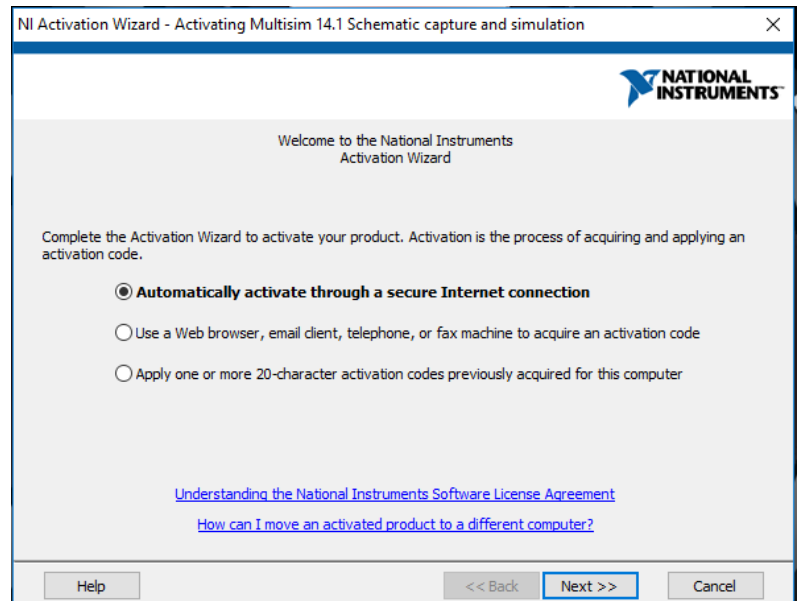 NI Activation Wizard - Activating Multisim 14.1 Schematic capture and simulation
NATIONAL
INSTRUMENTS
Welcome to the National Instruments
Activation Wizard
Complete the Activation Wizard to activate your product. Activation is the process of acquiring and applying an
activation code.
Automatically activate through a secure Internet connection
Use a Web browser, email client, telephone, or fax machine to acquire an activation code
Apply one or more 20-character activation codes previously acquired for this computer
Understanding the National Instruments Software License Agreement
How can I move an activated product to a different computer?
Help << Back Next >> Cancel